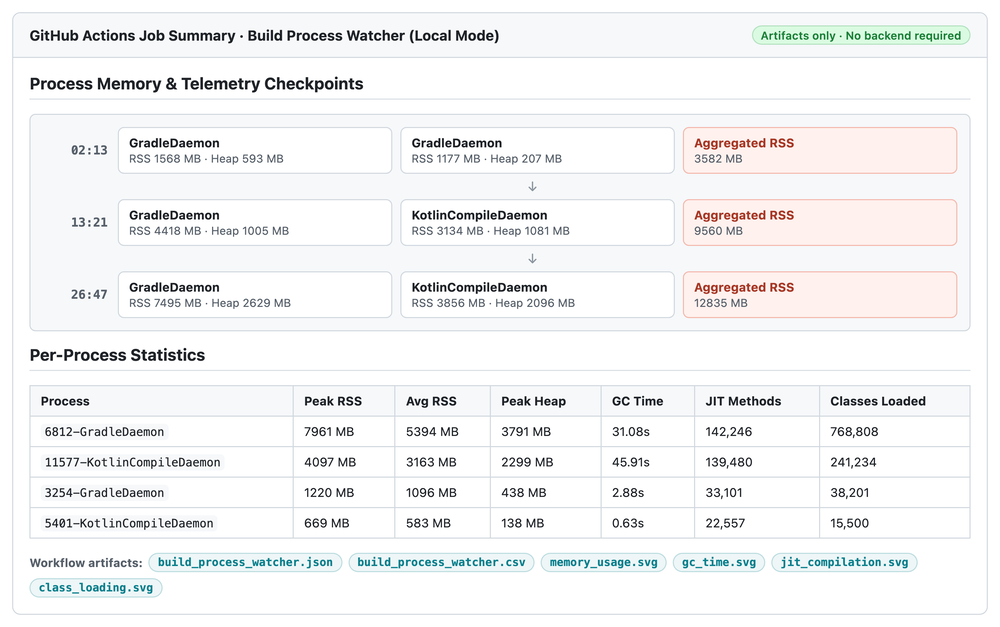 GitHub Actions Job Summary · Build Process Watcher (Local Mode)
Artifacts only · No backend required
Process Memory & Telemetry Checkpoints
02:13
GradleDaemon
RSS 1568 MB · Heap 593 MB
GradleDaemon
RSS 1177 MB · Heap 207 MB
Aggregated RSS
3582 MB
↓
13:21
GradleDaemon
RSS 4418 MB · Heap 1005 MB
KotlinCompileDaemon
RSS 3134 MB · Heap 1081 MB
Aggregated RSS
9560 MB
↓
26:47
GradleDaemon
RSS 7495 MB · Heap 2629 MB
KotlinCompileDaemon
RSS 3856 MB · Heap 2096 MB
Aggregated RSS
12835 MB
Per-Process Statistics
Process Peak RSS Avg RSS Peak Heap GC Time JIT Methods Classes Loaded
6812-GradleDaemon 7961 MB 5394 MB 3791 MB 31.08s 142,246 768,808
11577-KotlinCompileDaemon 4097 MB 3163 MB 2299 MB 45.91s 139,480 241,234
3254-GradleDaemon 1220 MB 1096 MB 438 MB 2.88s 33,101 38,201
5401-KotlinCompileDaemon 669 MB 583 MB 138 MB 0.63s 22,557 15,500
Workflow artifacts: build_process_watcher.json build_process_watcher.csv memory_usage.svg gc_time.svg jit_compilation.svg
class_loading.svg